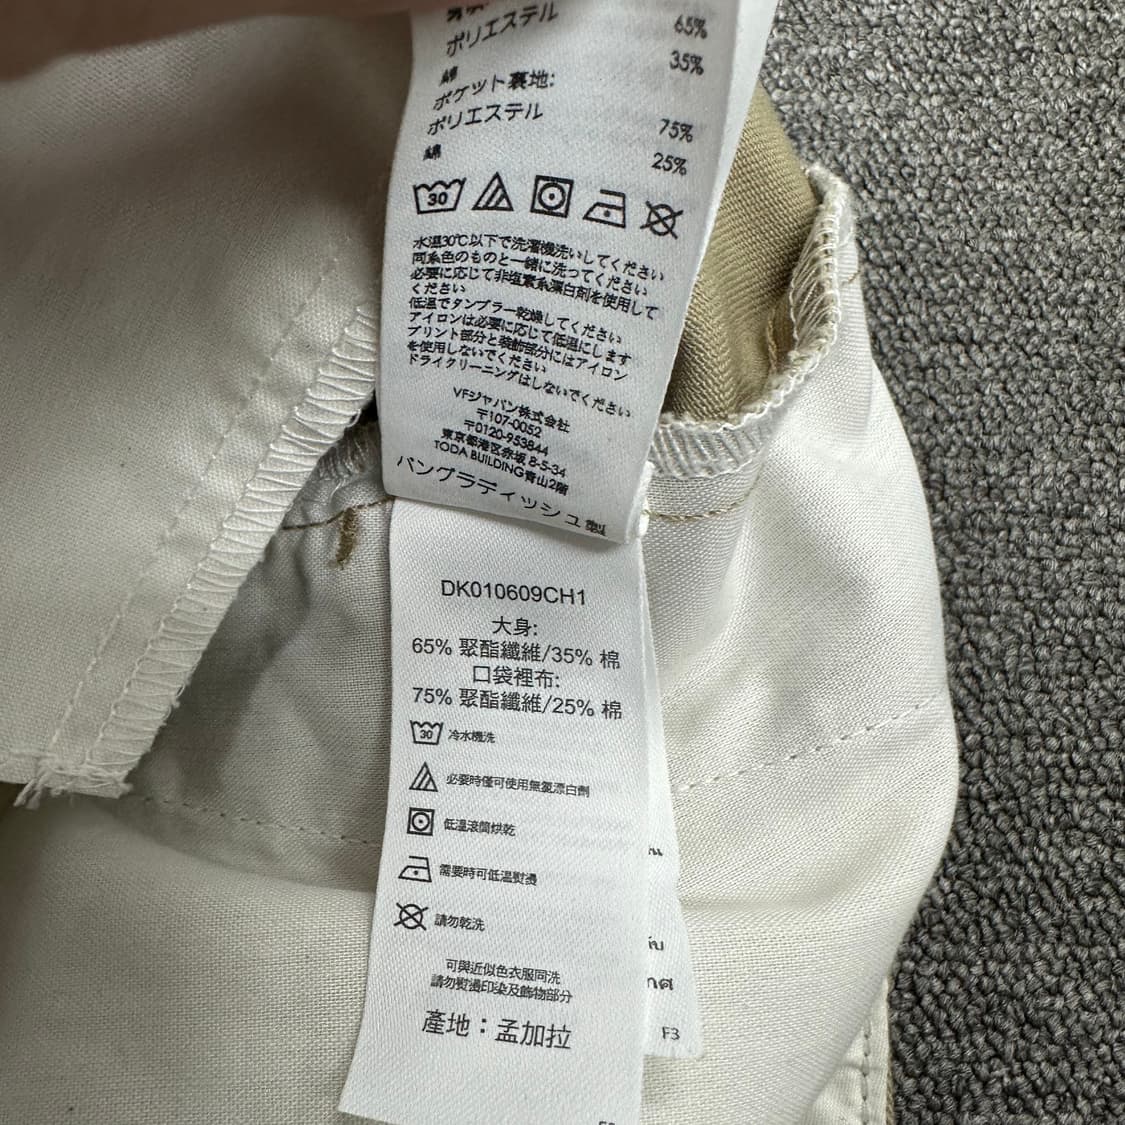 ポリエステル 65%
綿 35%
ポケット裏地:
ポリエステル 75%
綿 25%
30
水温30℃以下で洗濯機洗いしてください
同系色のものと一緒に洗ってください
必要に応じて非塩素系漂白剤を使用して
ください
低温でタンブラー乾燥してください
アイロンは必要に応じて低温にします
プリント部分と装飾部分にはアイロン
を使用しないでください
ドライクリーニングはしないでください
VFジャパン株式会社
〒107-0052
〒0120-953844
東京都港区赤坂 8-5-34
TODA BUILDING青山2階
バングラディッシュ製
DK010609CH1
大身:
65% 聚酯纖維/35% 棉
口袋裡布:
75% 聚酯纖維/25% 棉
30 冷水機洗
必要時僅可使用無氯漂白劑
低溫滾筒烘乾
需要時可低溫熨燙
請勿乾洗
可與近似色衣服同洗
請勿熨燙印染及飾物部分
產地：孟加拉
F3